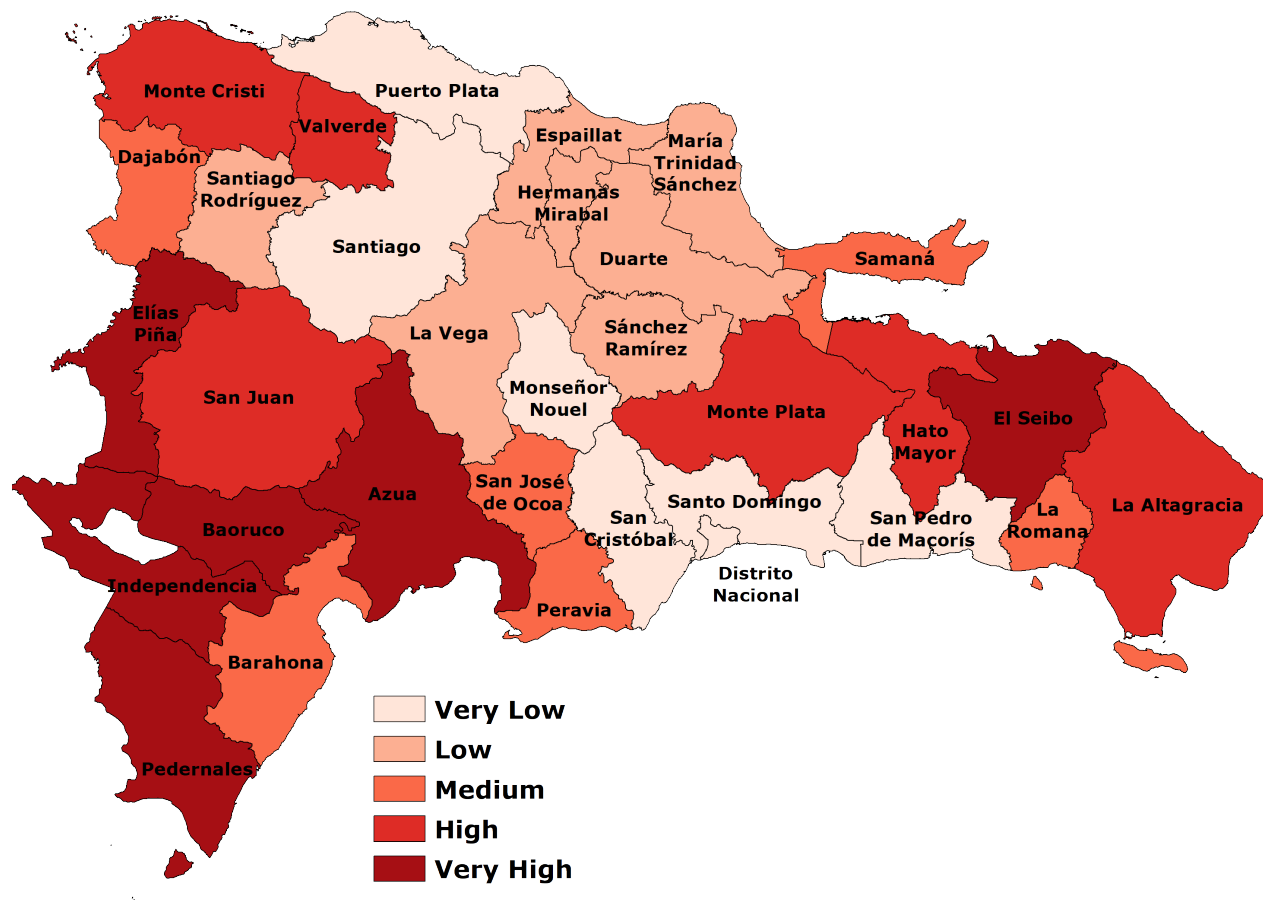 Monte Cristi
Puerto Plata
Valverde
Espaillat
María
Trinidad
Sánchez
Dajabón
Santiago
Rodríguez
Hermanas
Mirabal
Santiago
Duarte
Samaná
Elías
Piña
La Vega
Sánchez
Ramírez
San Juan
Monseñor
Nouel
Monte Plata
Hato
Mayor
El Seibo
Azua
San José
de Ocoa
Santo Domingo
San
Cristóbal
San Pedro
de Macorís
La
Romana
La Altagracia
Baoruco
Independencia
Distrito
Nacional
Peravia
Barahona
Pedernales
Very Low
Low
Medium
High
Very High